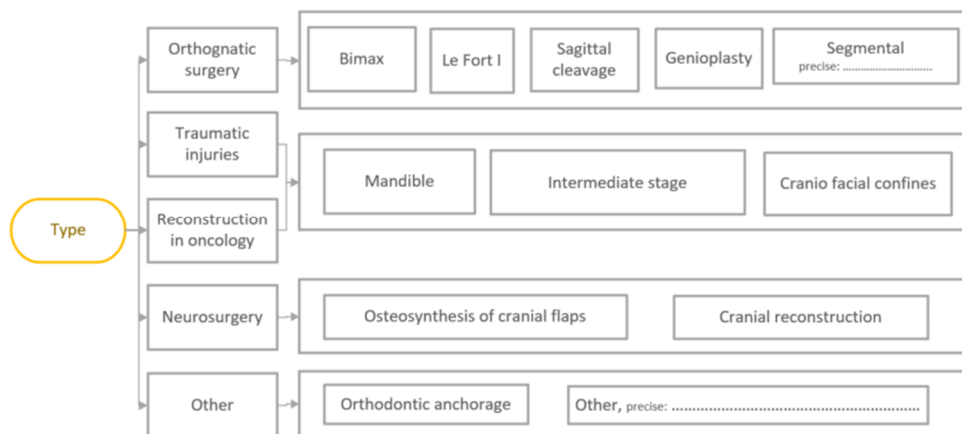 Orthognatic
surgery
Bimax
Le Fort I
Sagittal
cleavage
Genioplasty
Segmental
precise: ..............................
Traumatic
injuries
Mandible
Intermediate stage
Cranio facial confines
Type
Reconstruction
in oncology
Neurosurgery
Osteosynthesis of cranial flaps
Cranial reconstruction
Other
Orthodontic anchorage
Other, precise: ............................................................